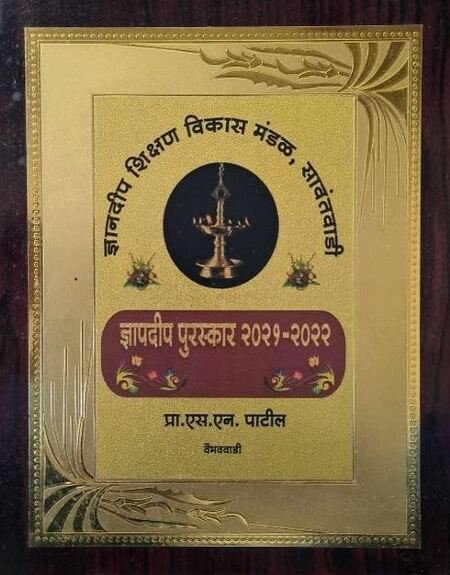 ज्ञानदीप शिक्षण विकास मंडळ, सावंतवाडी
ज्ञापदीप पुरस्कार २०२१-२०२२
प्रा.एस.एन. पाटील
वैभववाडी